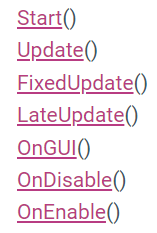 Start()
Update()
FixedUpdate()
LateUpdate()
OnGUI()
OnDisable()
OnEnable()